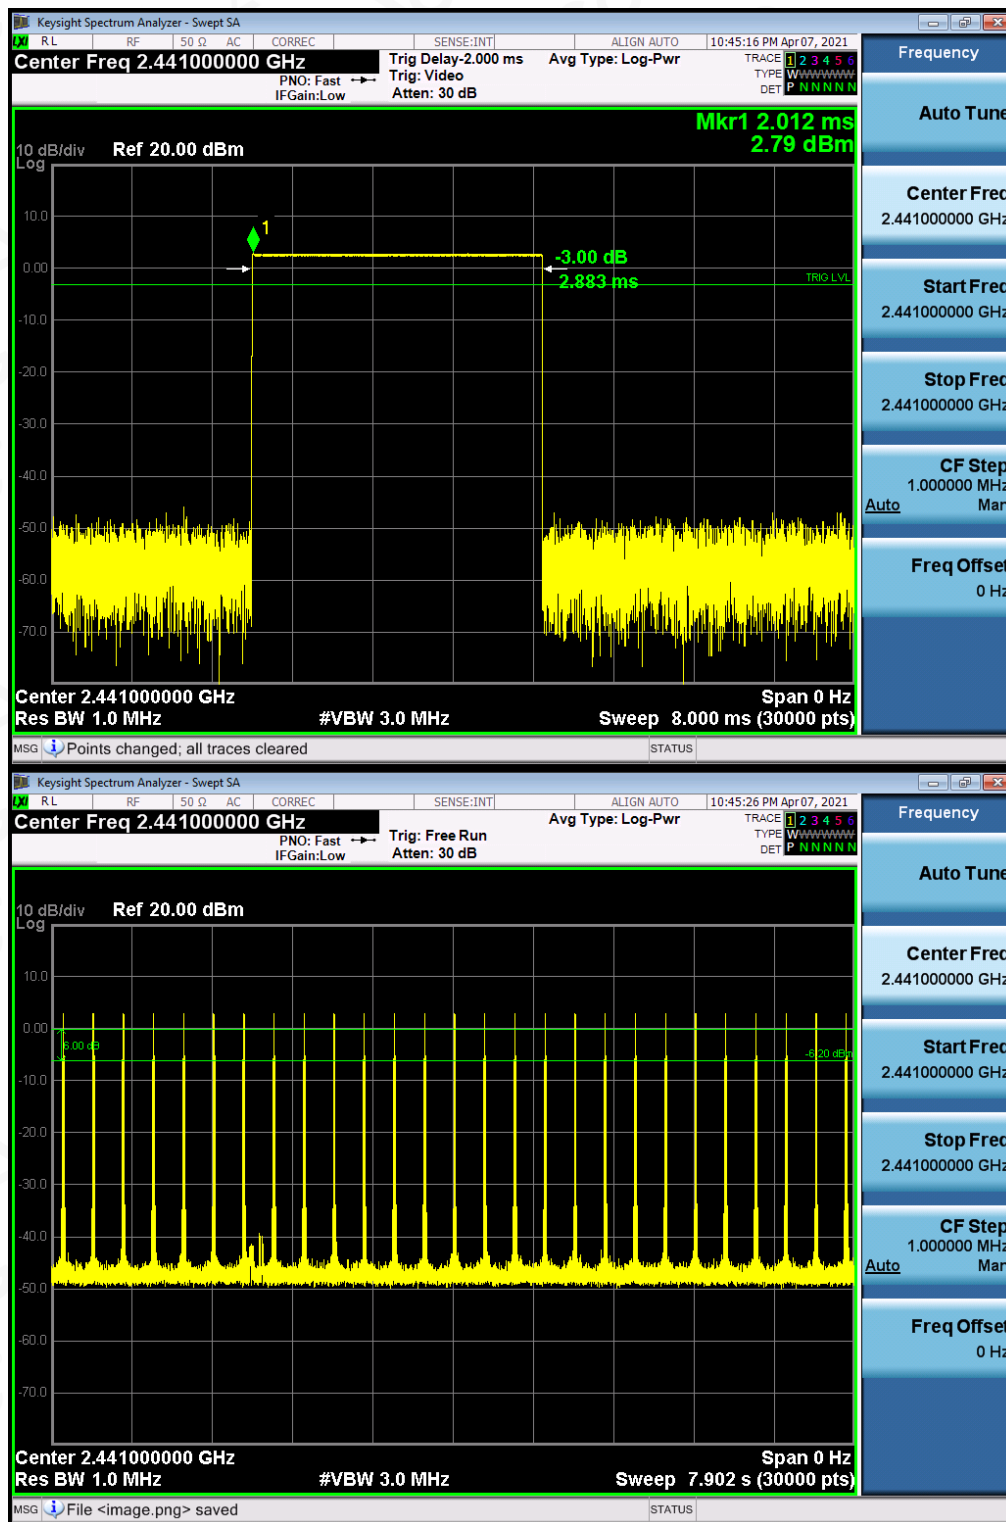 Keysight Spectrum Analyzer - Swept SA
LXI RL RF 50 Ω AC CORREC SENSE:INT ALIGN AUTO 10:45:16 PM Apr 07, 2021
Center Freq 2.441000000 GHz
Trig Delay-2.000 ms Avg Type: Log-Pwr TRACE 1 2 3 4 5 6
PNO: Fast Trig: Video TYPE WWWWWWW
IFGain:Low Atten: 30 dB DET P N N N N N
Mkr1 2.012 ms
2.79 dBm
10 dB/div Ref 20.00 dBm
Log
10.0
1
0.00
-3.00 dB
2.883 ms
TRIG LVL
-10.0
-20.0
-30.0
-40.0
-50.0
-60.0
-70.0
Center 2.441000000 GHz Span 0 Hz
Res BW 1.0 MHz #VBW 3.0 MHz Sweep 8.000 ms (30000 pts)
MSG Points changed; all traces cleared STATUS
Frequency
Auto Tune
Center Freq
2.441000000 GHz
Start Freq
2.441000000 GHz
Stop Freq
2.441000000 GHz
CF Step
1.000000 MHz
Auto Man
Freq Offset
0 Hz
Keysight Spectrum Analyzer - Swept SA
LXI RL RF 50 Ω AC CORREC SENSE:INT ALIGN AUTO 10:45:26 PM Apr 07, 2021
Center Freq 2.441000000 GHz
Avg Type: Log-Pwr TRACE 1 2 3 4 5 6
PNO: Fast Trig: Free Run TYPE WWWWWWW
IFGain:Low Atten: 30 dB DET P N N N N N
10 dB/div Ref 20.00 dBm
Log
10.0
0.00
6.00 dB
-6.20 dBm
-10.0
-20.0
-30.0
-40.0
-50.0
-60.0
-70.0
Center 2.441000000 GHz Span 0 Hz
Res BW 1.0 MHz #VBW 3.0 MHz Sweep 7.902 s (30000 pts)
MSG File <image.png> saved STATUS
Frequency
Auto Tune
Center Freq
2.441000000 GHz
Start Freq
2.441000000 GHz
Stop Freq
2.441000000 GHz
CF Step
1.000000 MHz
Auto Man
Freq Offset
0 Hz